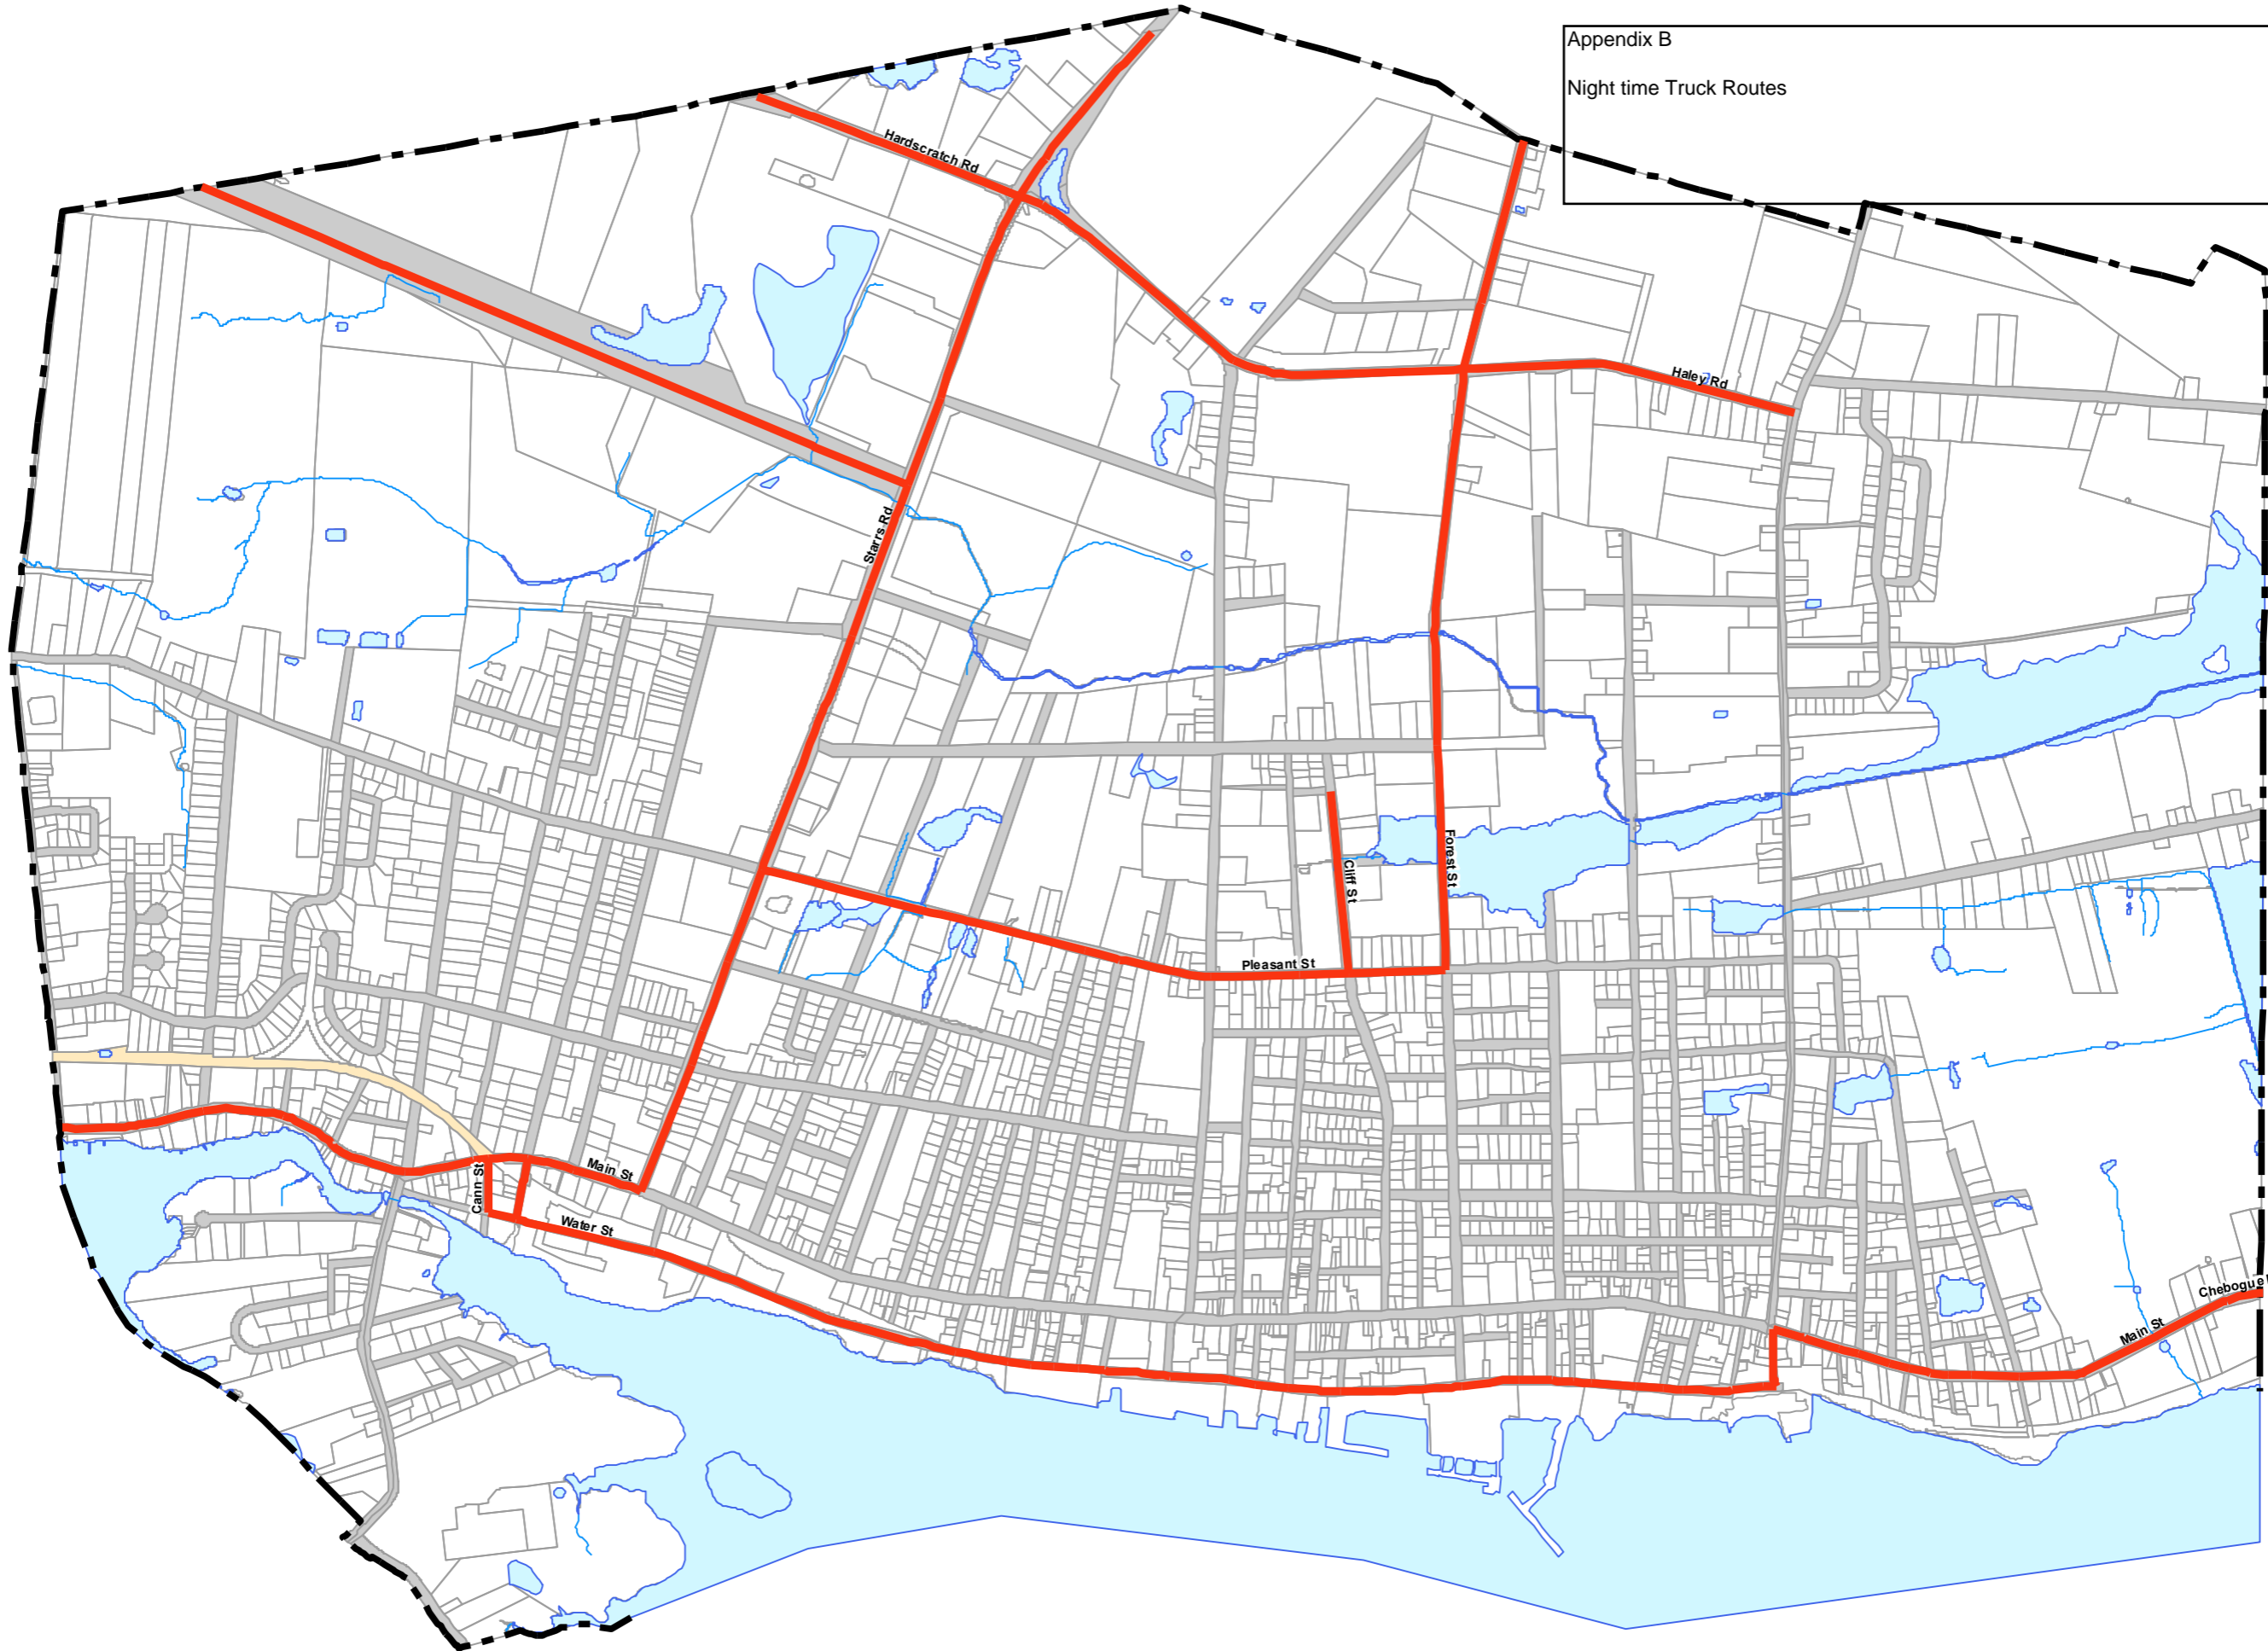 Appendix B
Night time Truck Routes
Hardscratch Rd
Haley Rd
Starrs Rd
Forest St
Cliff St
Pleasant St
Main St
Cann St
Water St
Chebogue
Main St